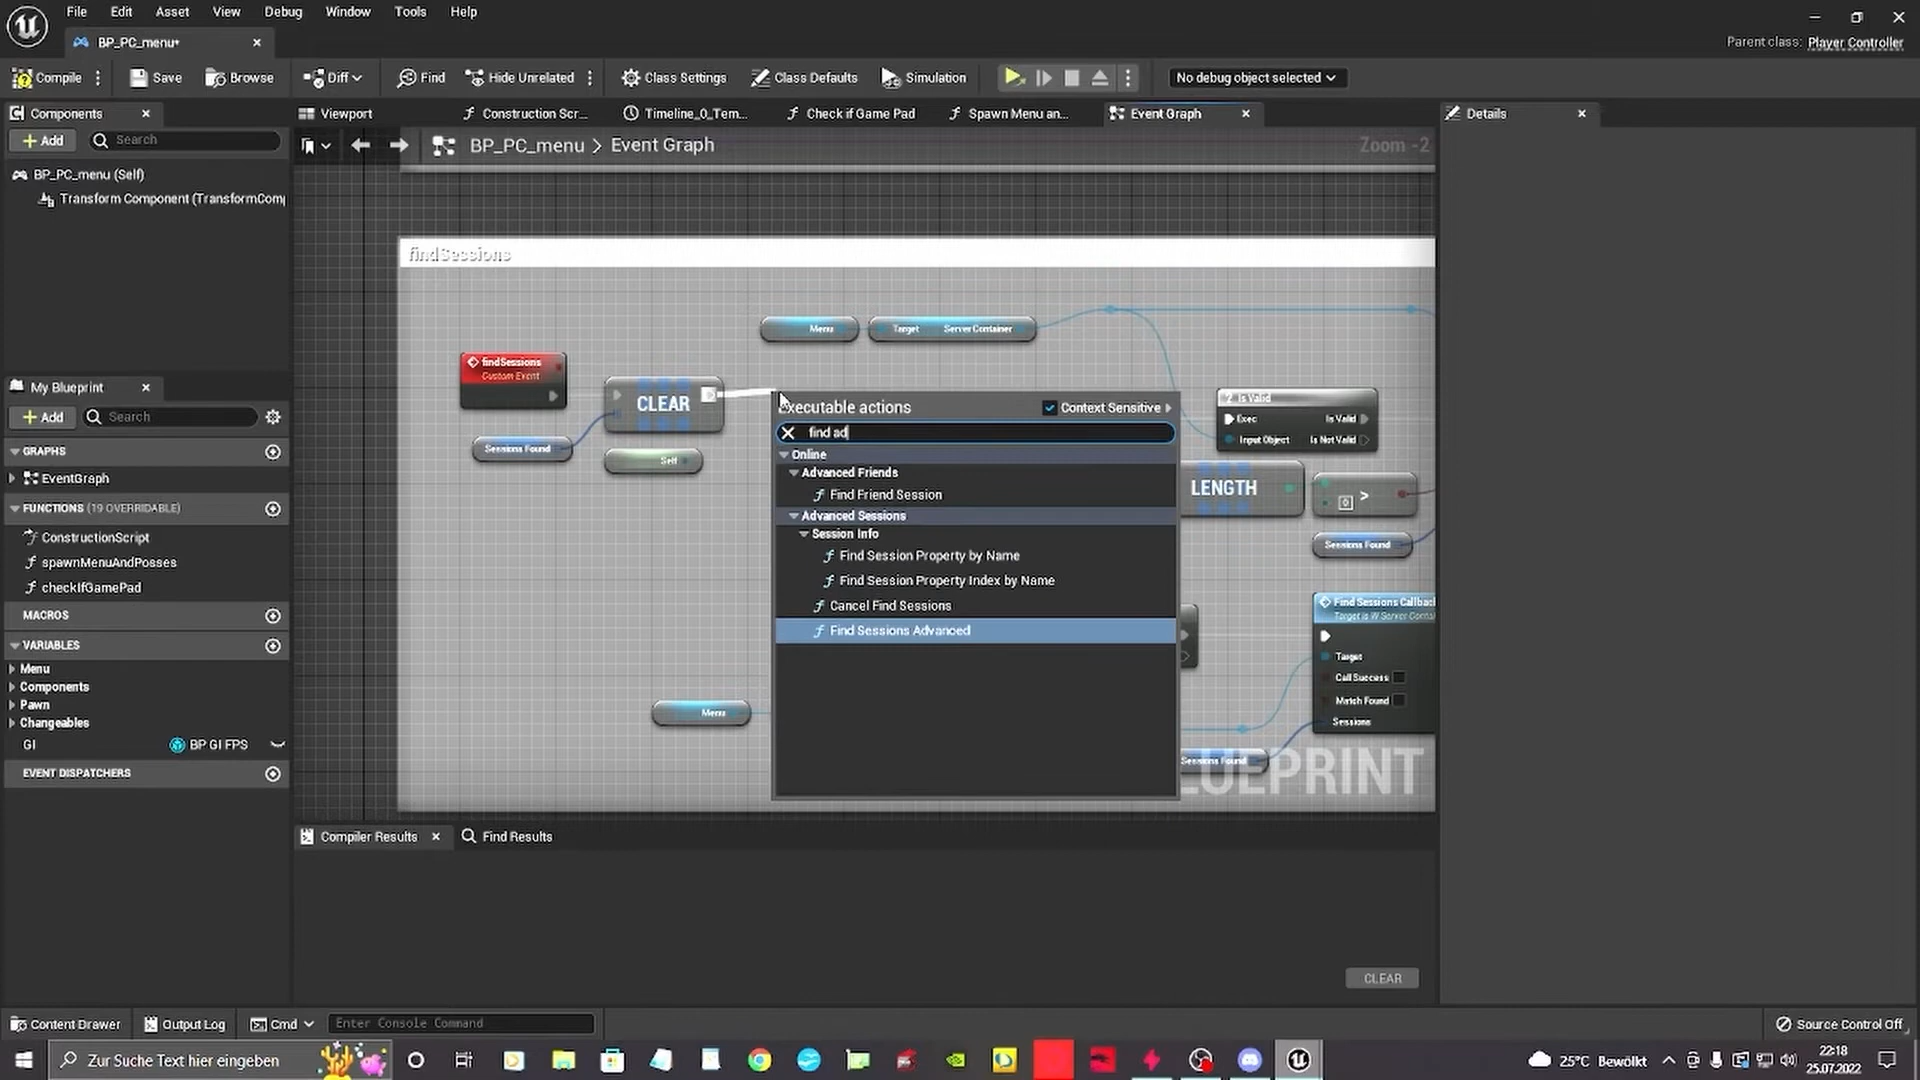 File Edit Asset View Debug Window Tools Help
BP_PC_menu*
Parent class: Player Controller
Compile Save Browse Diff Find Hide Unrelated Class Settings Class Defaults Simulation No debug object selected
Components
Viewport Construction Scr... Timeline_0_Tem... Check if Game Pad Spawn Menu an... Event Graph Details
Add Search
BP_PC_menu > Event Graph Zoom -2
BP_PC_menu (Self)
Transform Component (TransformComp
findSessions
Menu Target Server Container
findSessions
Custom Event
CLEAR
Sessions Found
Self
Executable actions Context Sensitive
find ad
Online
Advanced Friends
Find Friend Session
Advanced Sessions
Session Info
Find Session Property by Name
Find Session Property Index by Name
Cancel Find Sessions
Find Sessions Advanced
? Is Valid
Exec Is Valid
Input Object Is Not Valid
LENGTH
0 >
Sessions Found
Find Sessions Callback
Target is W Server Conta
Target
Call Success
Match Found
Sessions
Menu
Sessions Found
LUEPRINT
My Blueprint
Add Search
GRAPHS
EventGraph
FUNCTIONS (19 OVERRIDABLE)
ConstructionScript
spawnMenuAndPosses
checkIfGamePad
MACROS
VARIABLES
Menu
Components
Pawn
Changeables
GI BP GI FPS
EVENT DISPATCHERS
Compiler Results Find Results
CLEAR
Content Drawer Output Log Cmd Enter Console Command Source Control Off
Zur Suche Text hier eingeben
25°C Bewölkt
22:18
25.07.2022